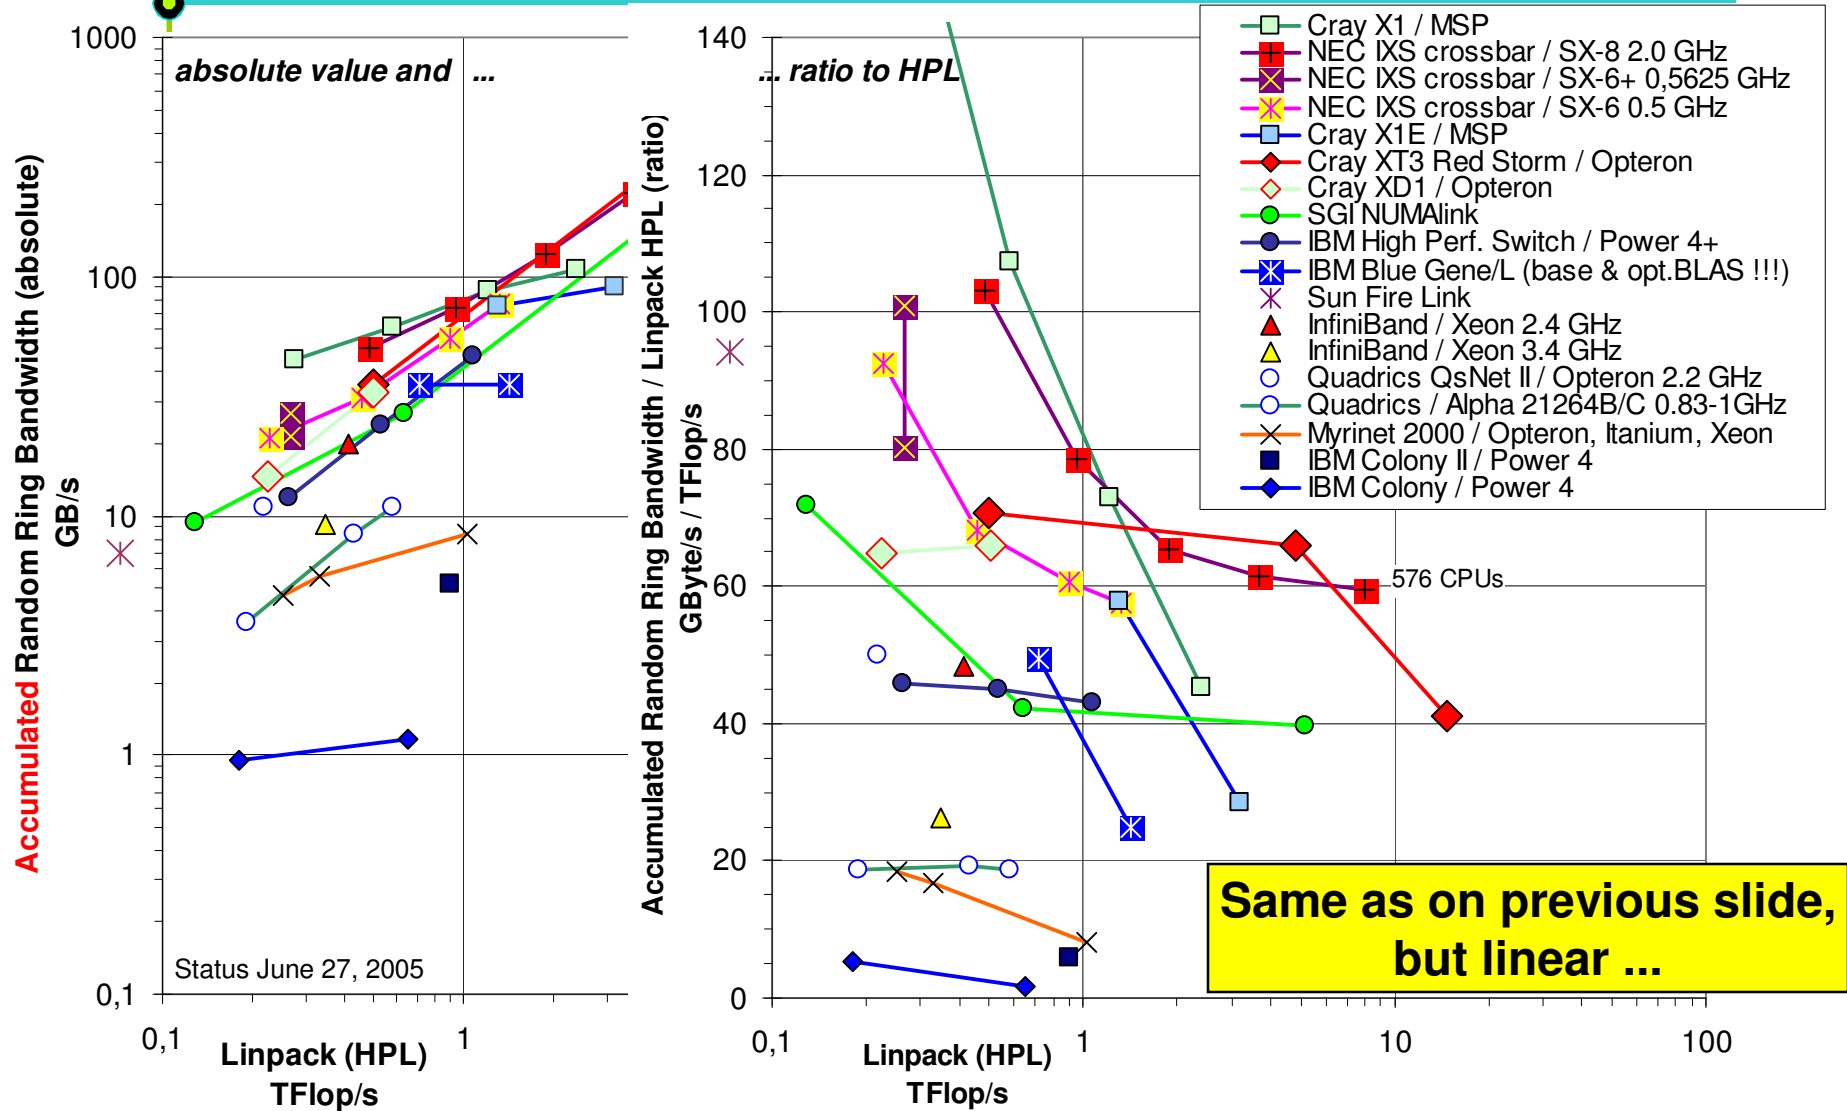 absolute value and ...
... ratio to HPL
1000
100
10
1
0,1
0,1
1
Accumulated Random Ring Bandwidth (absolute)
GB/s
Linpack (HPL)
TFlop/s
Status June 27, 2005
140
120
100
80
60
40
20
0
0,1
1
10
100
Accumulated Random Ring Bandwidth / Linpack HPL (ratio)
GByte/s / TFlop/s
Linpack (HPL)
TFlop/s
576 CPUs
Cray X1 / MSP
NEC IXS crossbar / SX-8 2.0 GHz
NEC IXS crossbar / SX-6+ 0,5625 GHz
NEC IXS crossbar / SX-6 0.5 GHz
Cray X1E / MSP
Cray XT3 Red Storm / Opteron
Cray XD1 / Opteron
SGI NUMAlink
IBM High Perf. Switch / Power 4+
IBM Blue Gene/L (base & opt.BLAS !!!)
Sun Fire Link
InfiniBand / Xeon 2.4 GHz
InfiniBand / Xeon 3.4 GHz
Quadrics QsNet II / Opteron 2.2 GHz
Quadrics / Alpha 21264B/C 0.83-1GHz
Myrinet 2000 / Opteron, Itanium, Xeon
IBM Colony II / Power 4
IBM Colony / Power 4
Same as on previous slide,
but linear ...